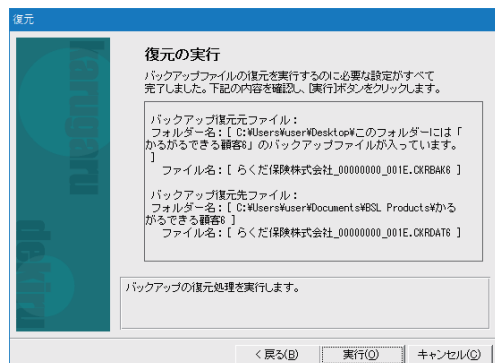 復元
karugaru
dekiru
復元の実行
バックアップファイルの復元を実行するのに必要な設定がすべて
完了しました。下記の内容を確認し、[実行]ボタンをクリックします。
バックアップ復元元ファイル：
フォルダー名：[ C:¥Users¥user¥Desktop¥このフォルダーには「
かるがるできる顧客6」のバックアップファイルが入っています。
]
ファイル名：[ らくだ保険株式会社_00000000_001E.CKRBAK6 ]
バックアップ復元先ファイル：
フォルダー名：[ C:¥Users¥user¥Documents¥BSL Products¥かる
がるできる顧客6 ]
ファイル名：[ らくだ保険株式会社_00000000_001E.CKRDAT6 ]
バックアップの復元処理を実行します。
< 戻る(B)
実行(O)
キャンセル(C)